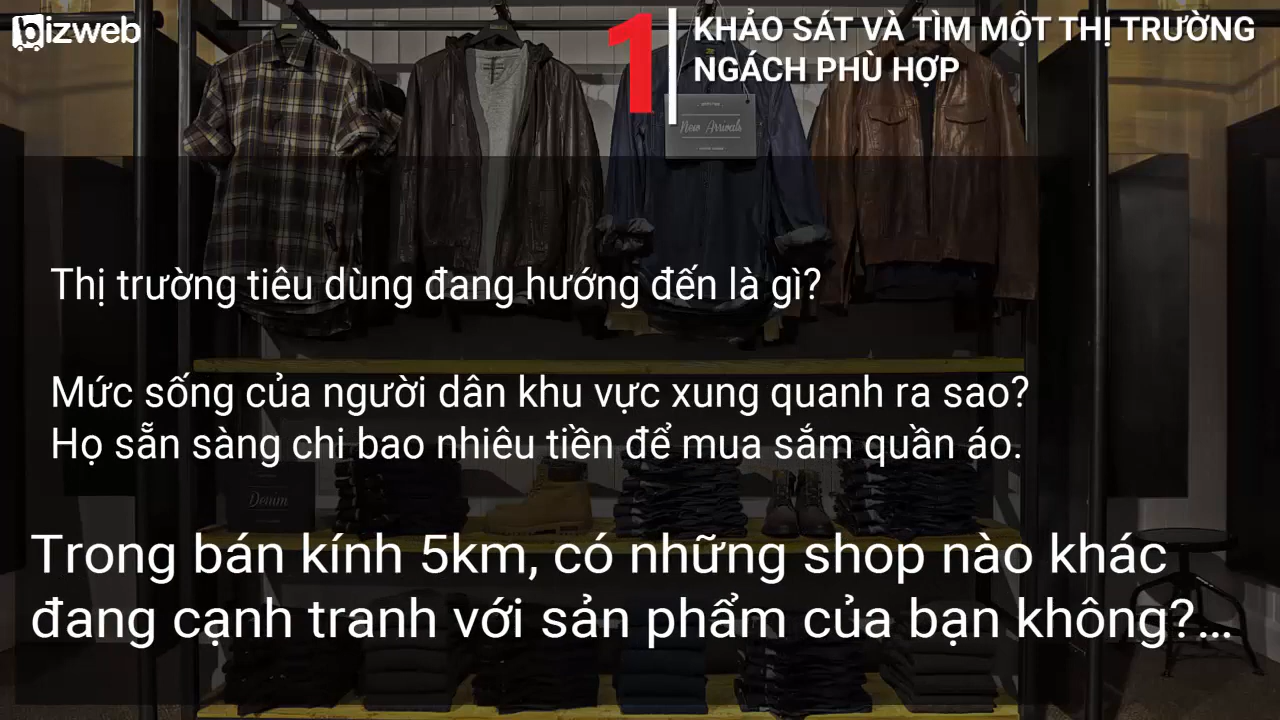 bizweb
1
KHẢO SÁT VÀ TÌM MỘT THỊ TRƯỜNG
NGÁCH PHÙ HỢP
New Arrivals
Thị trường tiêu dùng đang hướng đến là gì?
Mức sống của người dân khu vực xung quanh ra sao?
Họ sẵn sàng chi bao nhiêu tiền để mua sắm quần áo.
Denim
Trong bán kính 5km, có những shop nào khác
đang cạnh tranh với sản phẩm của bạn không?...